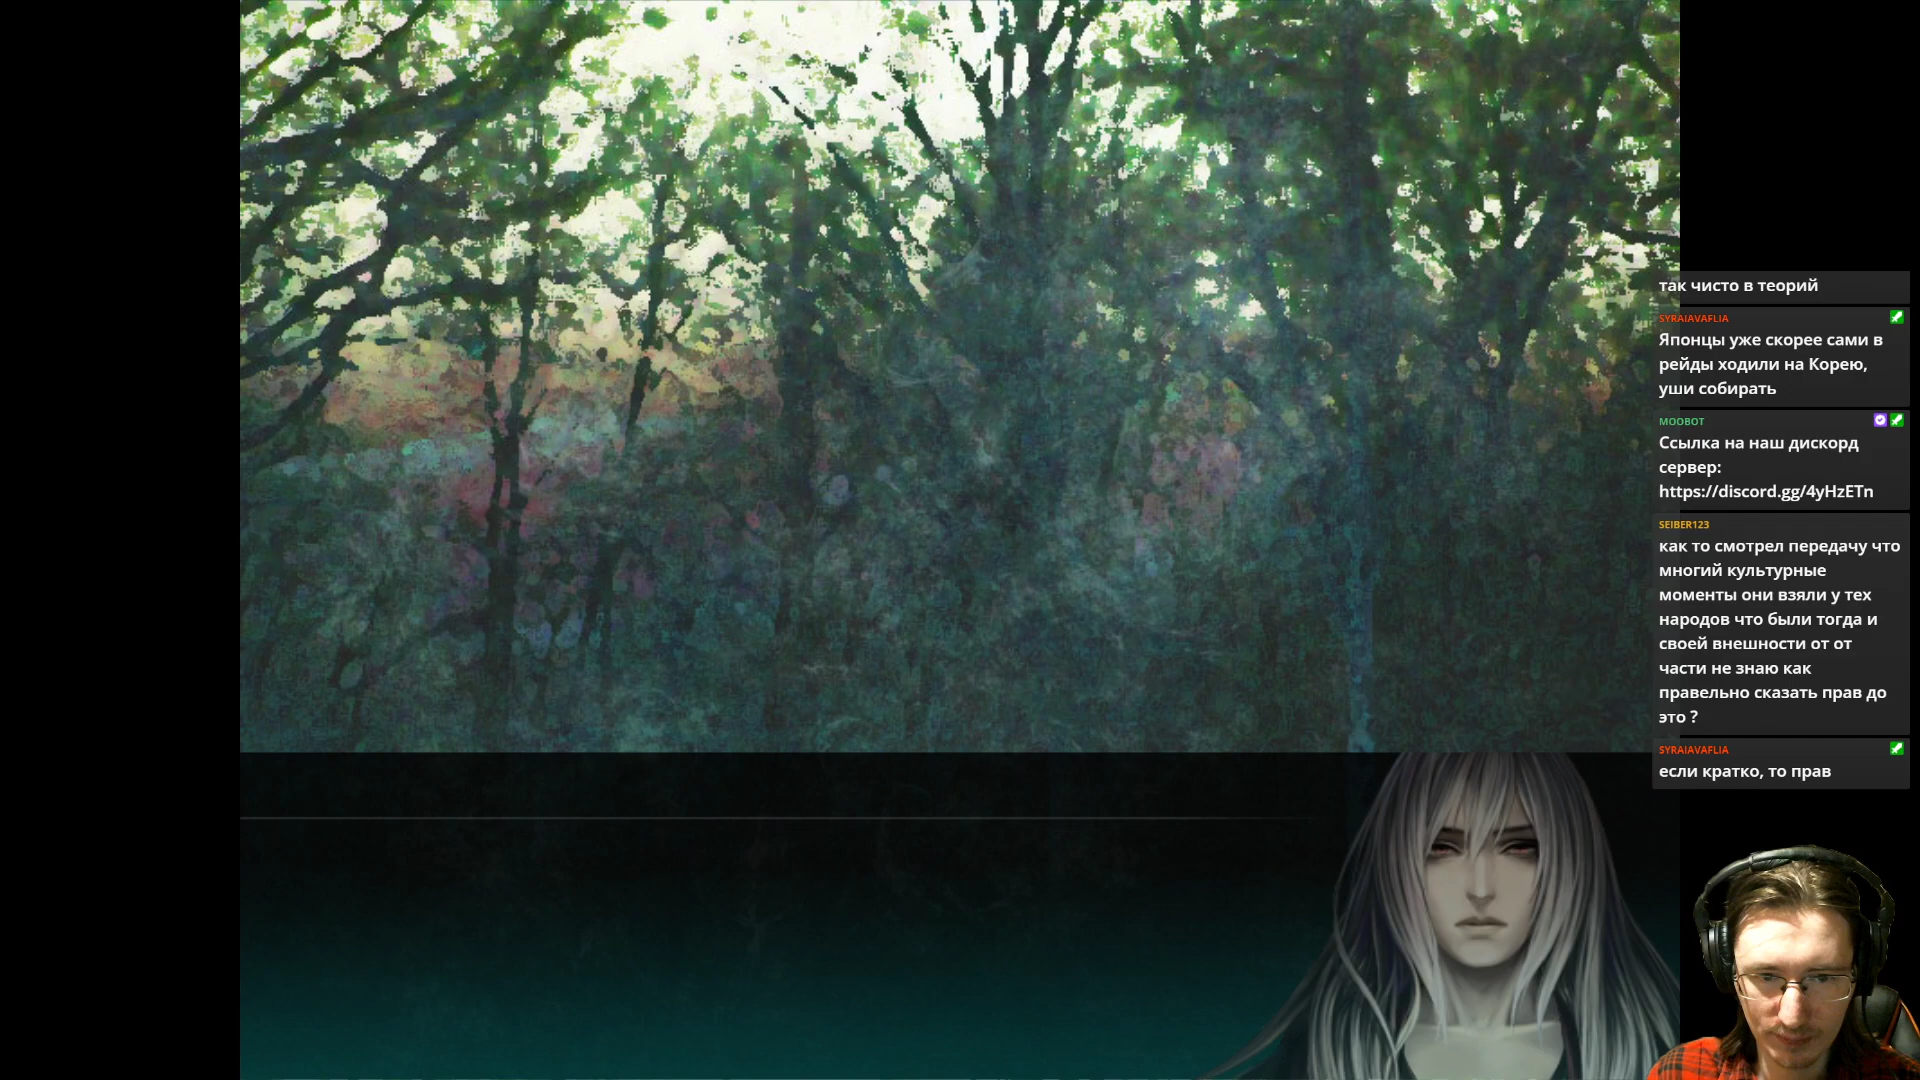 так чисто в теорий
SYRAIAVAFLIA
Японцы уже скорее сами в
рейды ходили на Корею,
уши собирать
MOOBOT
Ссылка на наш дискорд
сервер:
https://discord.gg/4yHzETn
SEIBER123
как то смотрел передачу что
многий культурные
моменты они взяли у тех
народов что были тогда и
своей внешности от от
части не знаю как
правельно сказать прав до
это ?
SYRAIAVAFLIA
если кратко, то прав